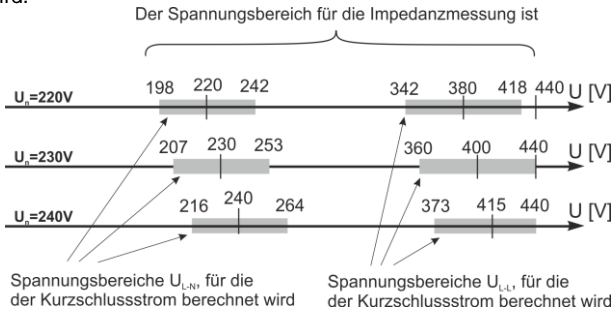 ird.
Der Spannungsbereich für die Impedanzmessung ist
198 220 242 342 380 418 440 U [V]
Un=220V
207 230 253 360 400 440 U [V]
Un=230V
216 240 264 373 415 440 U [V]
Un=240V
Spannungsbereiche UL-N, für die
der Kurzschlussstrom berechnet wird
Spannungsbereiche UL-L, für die
der Kurzschlussstrom berechnet wird